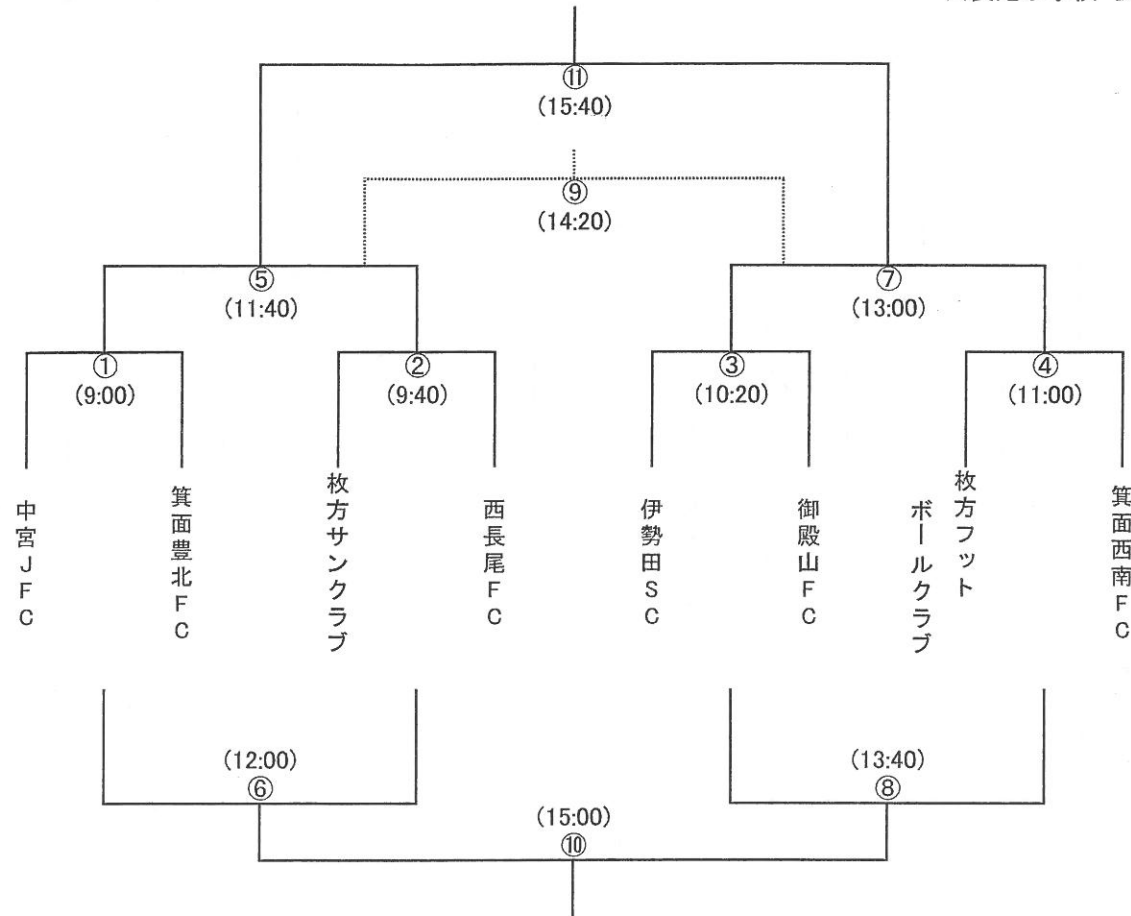 ⑪
(15:40)
⑨
(14:20)
⑤
(11:40)
⑦
(13:00)
①
(9:00)
②
(9:40)
③
(10:20)
④
(11:00)
中宮JFC
箕面豊北FC
枚方サンクラブ
西長尾FC
伊勢田SC
御殿山FC
枚方フット
ボールクラブ
箕面西南FC
(12:00)
⑥
(13:40)
⑧
(15:00)
⑩